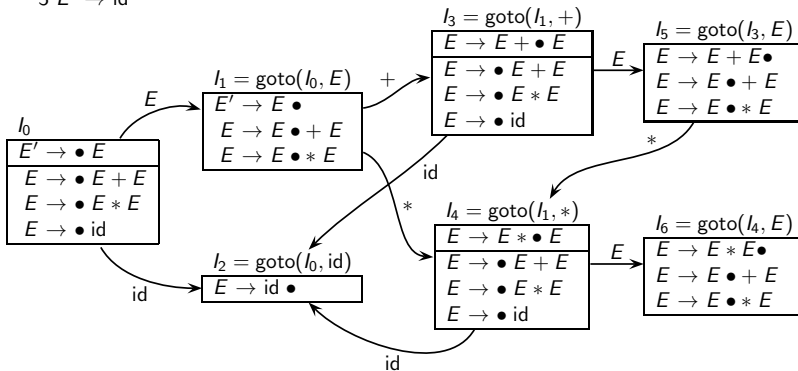 3 E → id
I₀
E′ → • E
E → • E + E
E → • E ∗ E
E → • id
E
id
I₁ = goto(I₀, E)
E′ → E •
E → E • + E
E → E • ∗ E
+
∗
I₂ = goto(I₀, id)
E → id •
I₃ = goto(I₁, +)
E → E + • E
E → • E + E
E → • E ∗ E
E → • id
E
id
I₄ = goto(I₁, ∗)
E → E ∗ • E
E → • E + E
E → • E ∗ E
E → • id
E
id
I₅ = goto(I₃, E)
E → E + E•
E → E • + E
E → E • ∗ E
∗
I₆ = goto(I₄, E)
E → E ∗ E•
E → E • + E
E → E • ∗ E